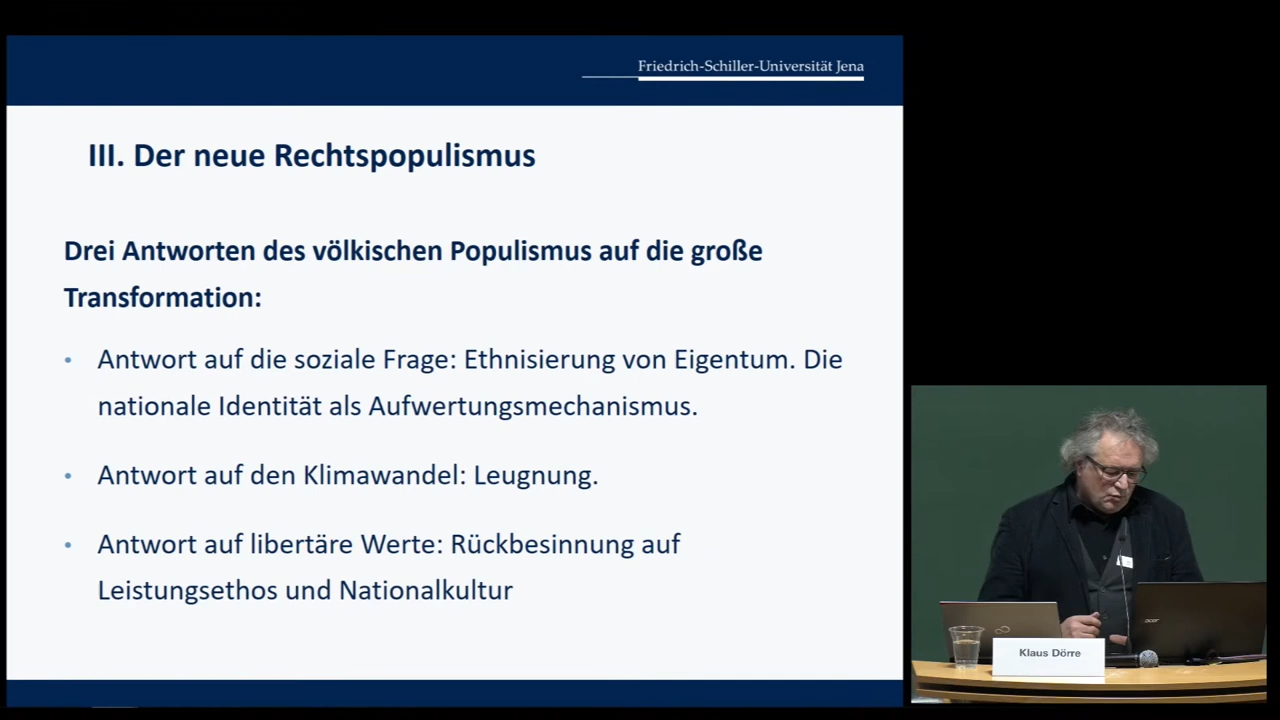 Friedrich-Schiller-Universität Jena
III. Der neue Rechtspopulismus
Drei Antworten des völkischen Populismus auf die große
Transformation:
• Antwort auf die soziale Frage: Ethnisierung von Eigentum. Die
nationale Identität als Aufwertungsmechanismus.
• Antwort auf den Klimawandel: Leugnung.
• Antwort auf libertäre Werte: Rückbesinnung auf
Leistungsethos und Nationalkultur
acer
Klaus Dörre